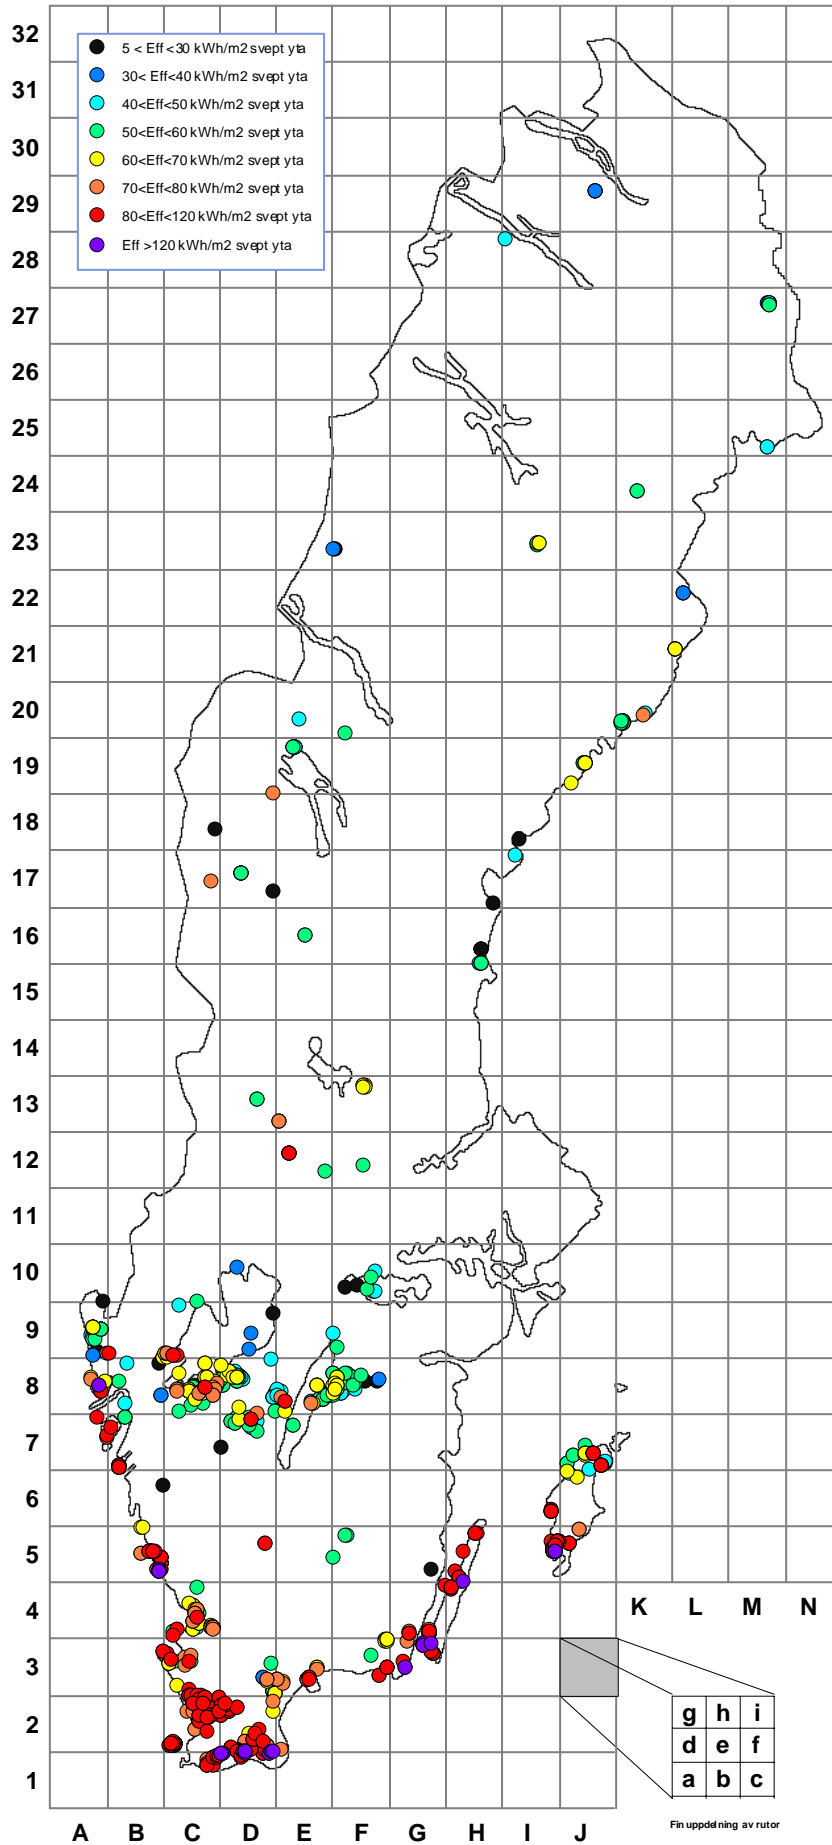 32
5 < Eff <30 kWh/m2 svept yta
30< Eff<40 kWh/m2 svept yta
31
40<Eff<50 kWh/m2 svept yta
50<Eff<60 kWh/m2 svept yta
30
60<Eff<70 kWh/m2 svept yta
70<Eff<80 kWh/m2 svept yta
29
80<Eff<120 kWh/m2 svept yta
Eff >120 kWh/m2 svept yta
28
27
26
25
24
23
22
21
20
19
18
17
16
15
14
13
12
11
10
9
8
7
6
5
4
K L M N
3
2
g h i
d e f
a b c
1
Fin uppdelning av rutor
A B C D E F G H I J